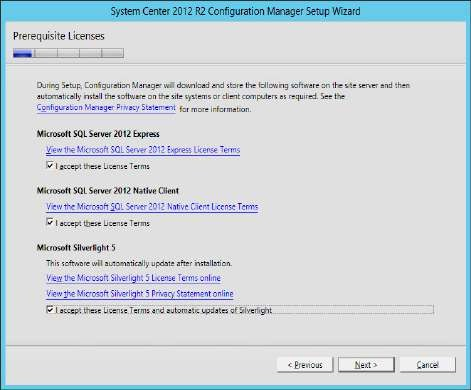 System Center 2012 R2 Configuration Manager Setup Wizard
Prerequisite Licenses
During Setup, Configuration Manager will download and store the following software on the site server and then
automatically install the software on the site systems or client computers as required. See the
Configuration Manager Privacy Statement for more information.
Microsoft SQL Server 2012 Express
View the Microsoft SQL Server 2012 Express License Terms
I accept these License Terms
Microsoft SQL Server 2012 Native Client
View the Microsoft SQL Server 2012 Native Client License Terms
I accept these License Terms
Microsoft Silverlight 5
This software will automatically update after installation.
View the Microsoft Silverlight 5 License Terms online
View the Microsoft Silverlight 5 Privacy Statement online
I accept these License Terms and automatic updates of Silverlight
< Previous
Next >
Cancel